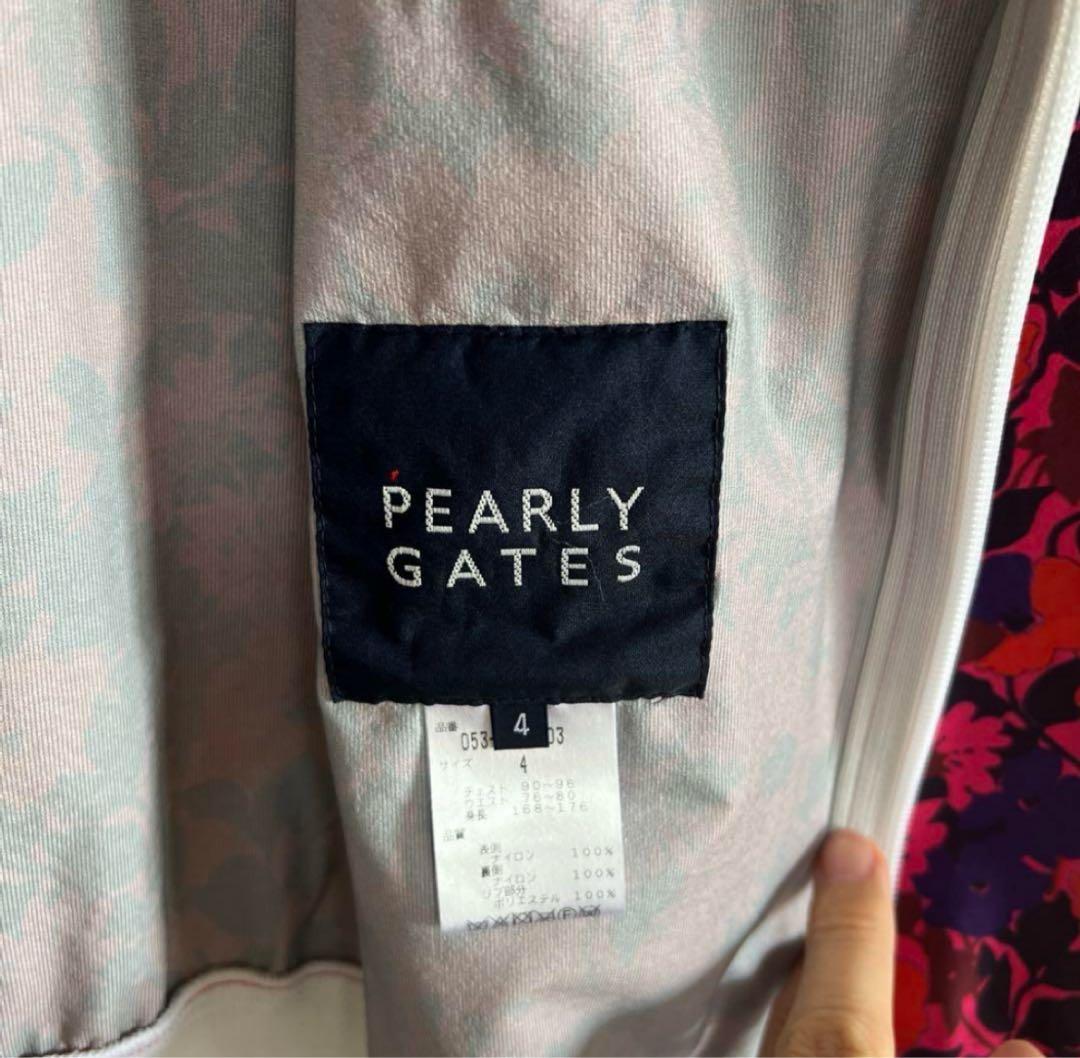 PEARLY
GATES
4
品番
053 03
サイズ 4
チェスト 90~96
ウエスト 76~80
身長 168~176
品質
表側
ナイロン 100%
裏側
ナイロン 100%
リブ部分
ポリエステル 100%